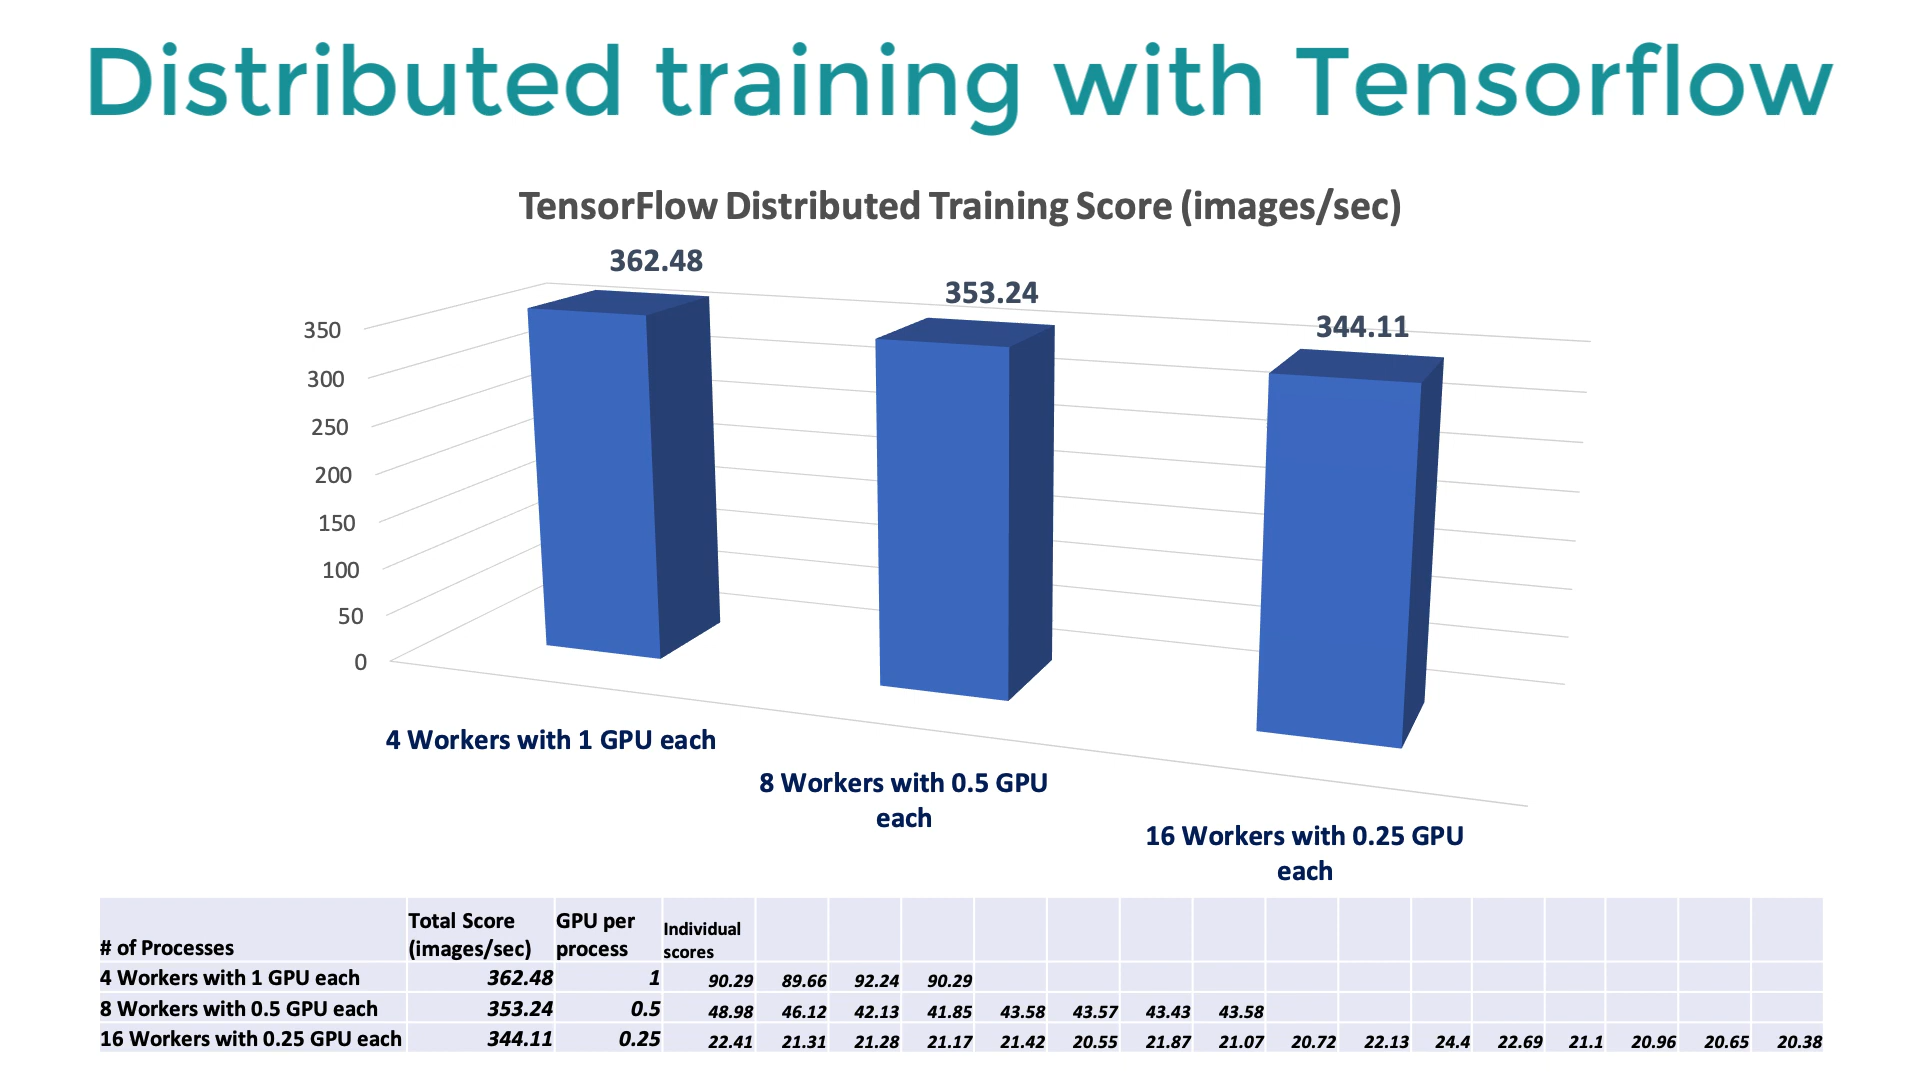 Distributed training with Tensorflow
TensorFlow Distributed Training Score (images/sec)
362.48
353.24
344.11
350
300
250
200
150
100
50
0
4 Workers with 1 GPU each
8 Workers with 0.5 GPU
each
16 Workers with 0.25 GPU
each
# of Processes Total Score (images/sec) GPU per process Individual scores
4 Workers with 1 GPU each 362.48 1 90.29 89.66 92.24 90.29
8 Workers with 0.5 GPU each 353.24 0.5 48.98 46.12 42.13 41.85 43.58 43.57 43.43 43.58
16 Workers with 0.25 GPU each 344.11 0.25 22.41 21.31 21.28 21.17 21.42 20.55 21.87 21.07 20.72 22.13 24.4 22.69 21.1 20.96 20.65 20.38